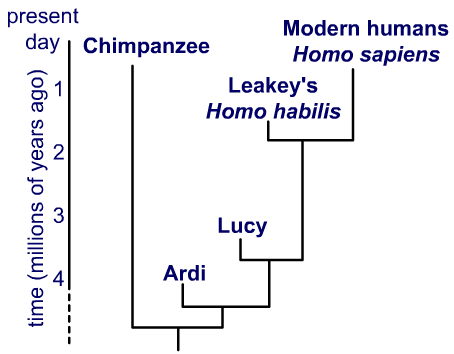 present
day
Chimpanzee
Modern humans
Homo sapiens
Leakey's
Homo habilis
1
2
3
4
Lucy
Ardi
time (millions of years ago)